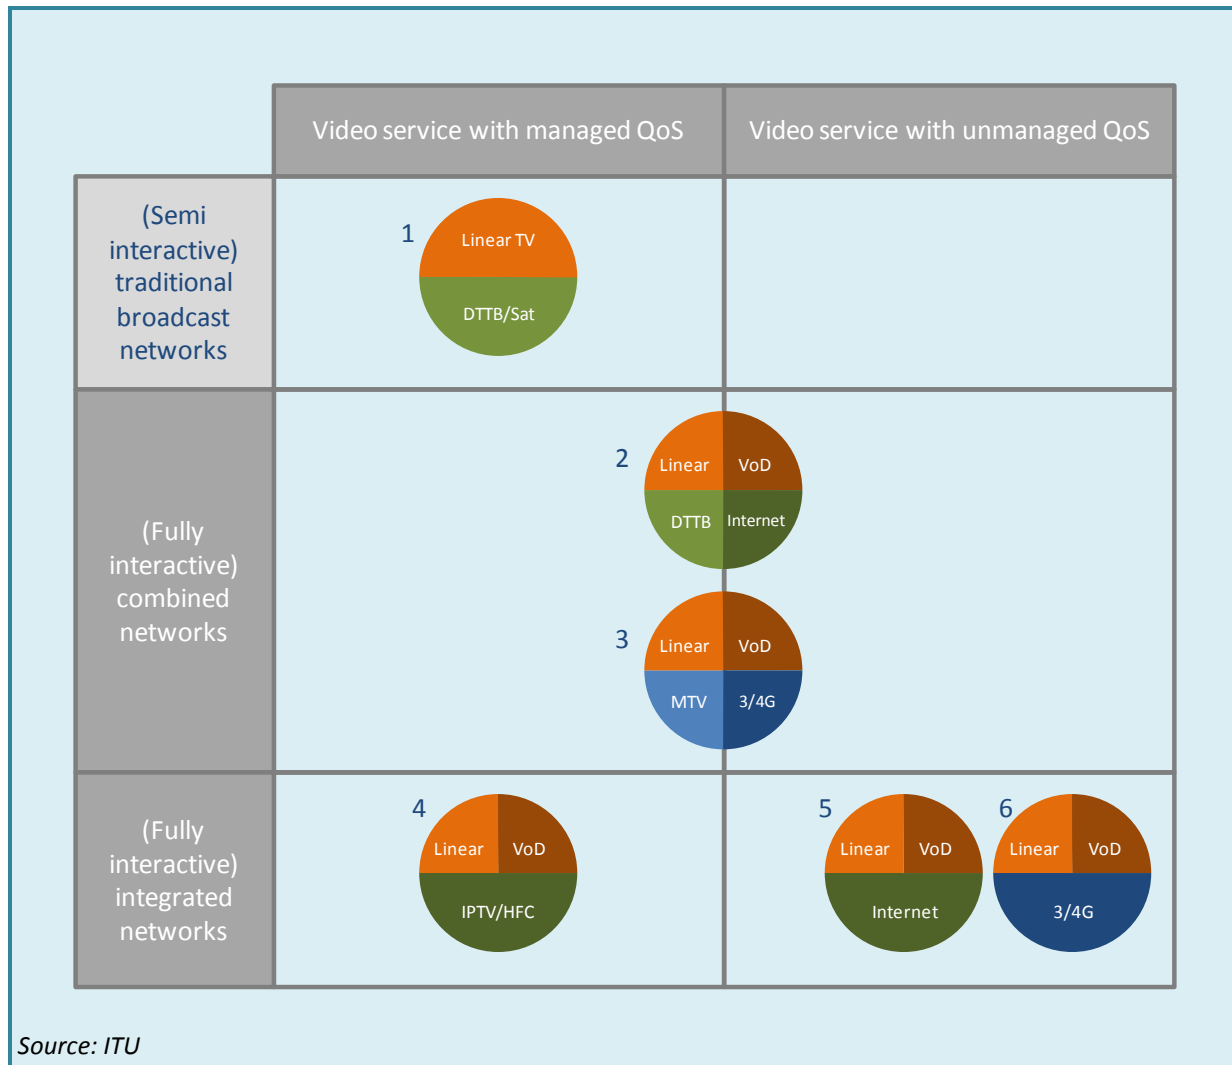 Video service with managed QoS
Video service with unmanaged QoS
(Semi
interactive)
traditional
broadcast
networks
1
Linear TV
DTTB/Sat
(Fully
interactive)
combined
networks
2
Linear
VoD
DTTB
Internet
3
Linear
VoD
MTV
3/4G
(Fully
interactive)
integrated
networks
4
Linear
VoD
IPTV/HFC
5
Linear
VoD
Internet
6
Linear
VoD
3/4G
Source: ITU